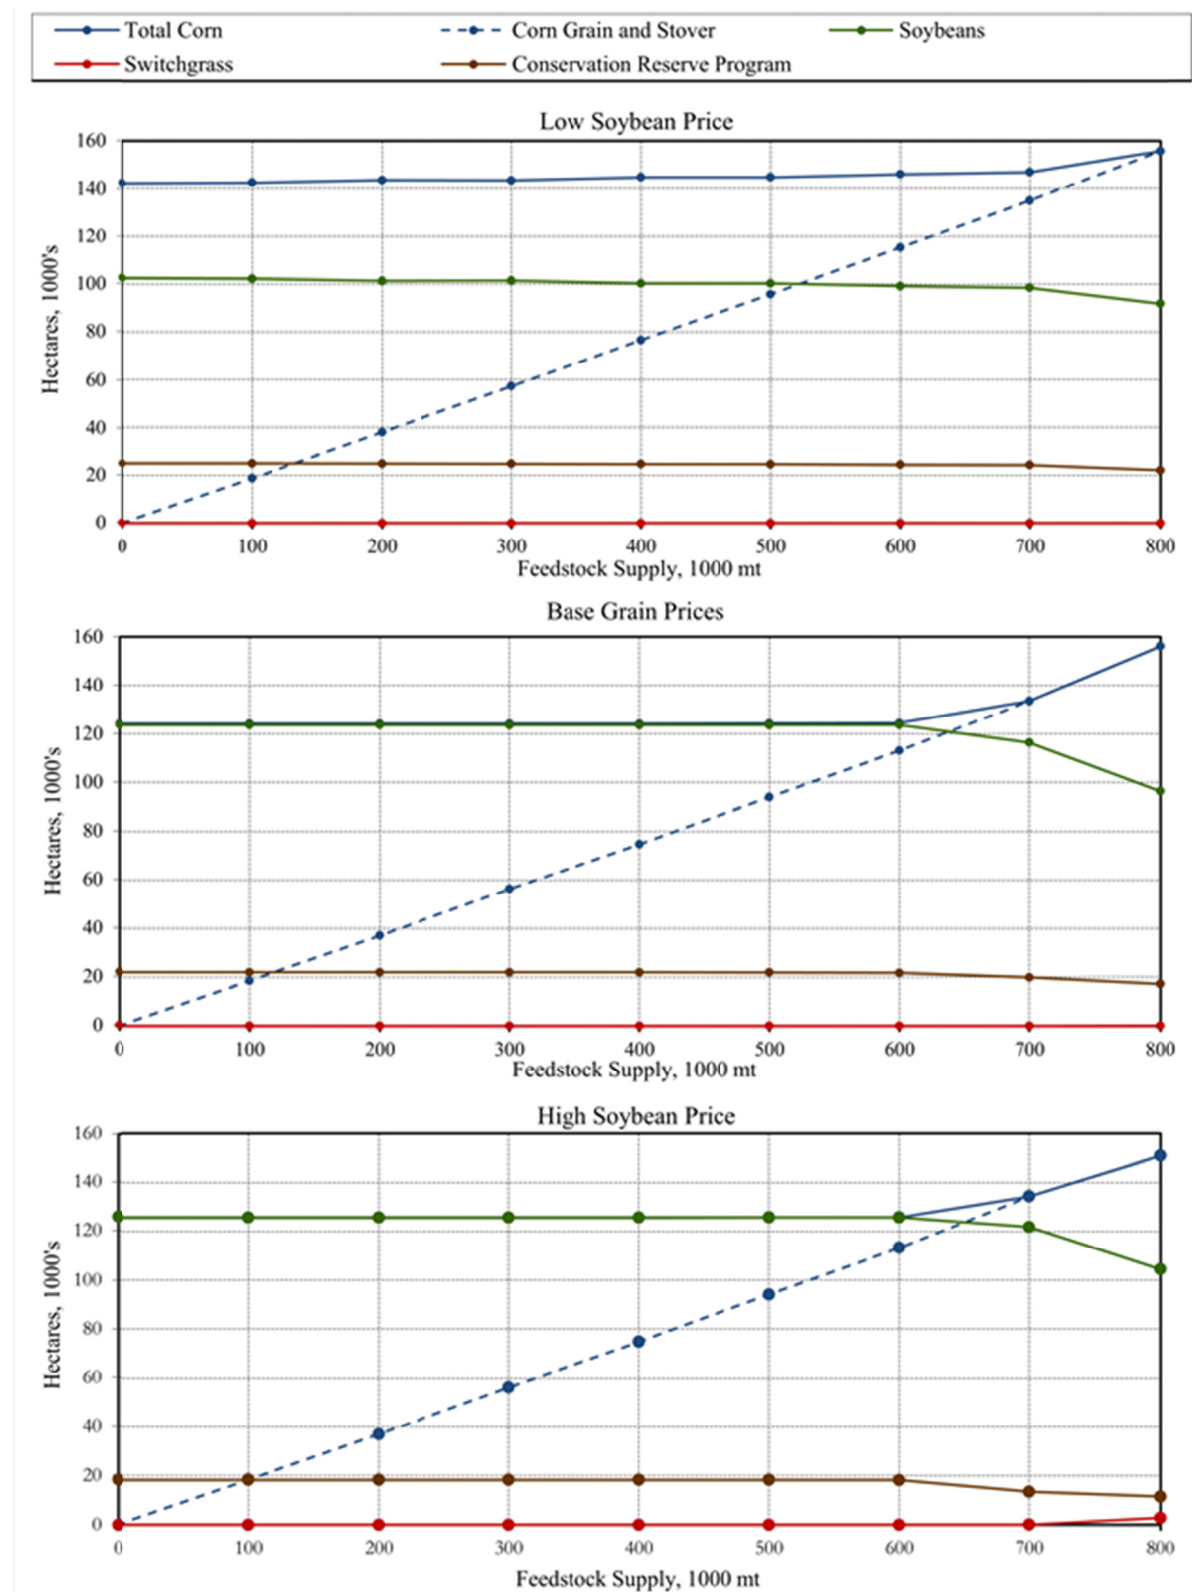 Total Corn Corn Grain and Stover Soybeans
Switchgrass Conservation Reserve Program
Low Soybean Price
160
140
120
100
80
60
40
20
0
Hectares, 1000's
0 100 200 300 400 500 600 700 800
Feedstock Supply, 1000 mt
Base Grain Prices
160
140
120
100
80
60
40
20
0
Hectares, 1000's
0 100 200 300 400 500 600 700 800
Feedstock Supply, 1000 mt
High Soybean Price
160
140
120
100
80
60
40
20
0
Hectares, 1000's
0 100 200 300 400 500 600 700 800
Feedstock Supply, 1000 mt